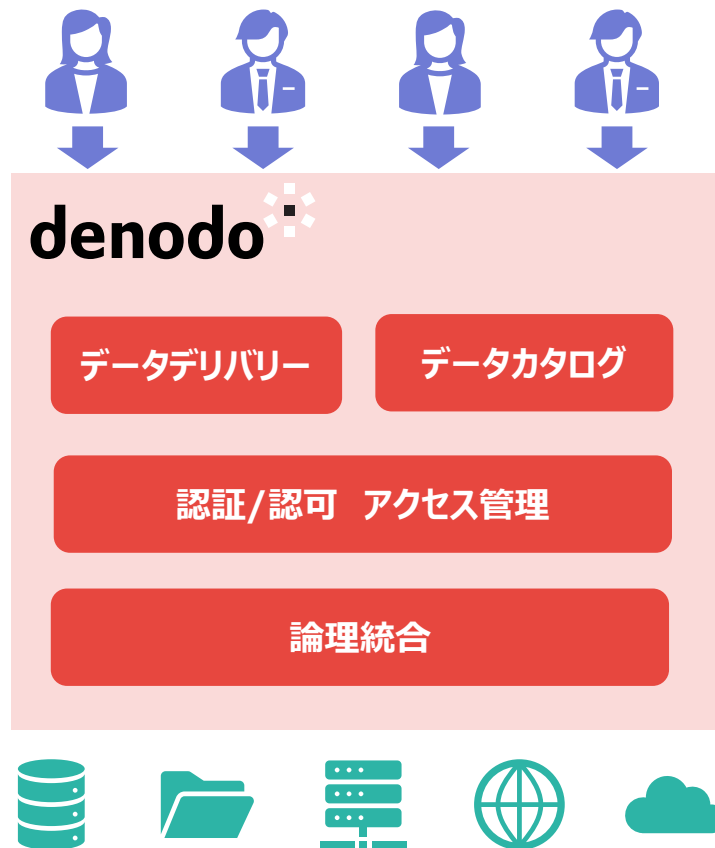 denodo
データデリバリー
データカタログ
認証/認可　アクセス管理
論理統合